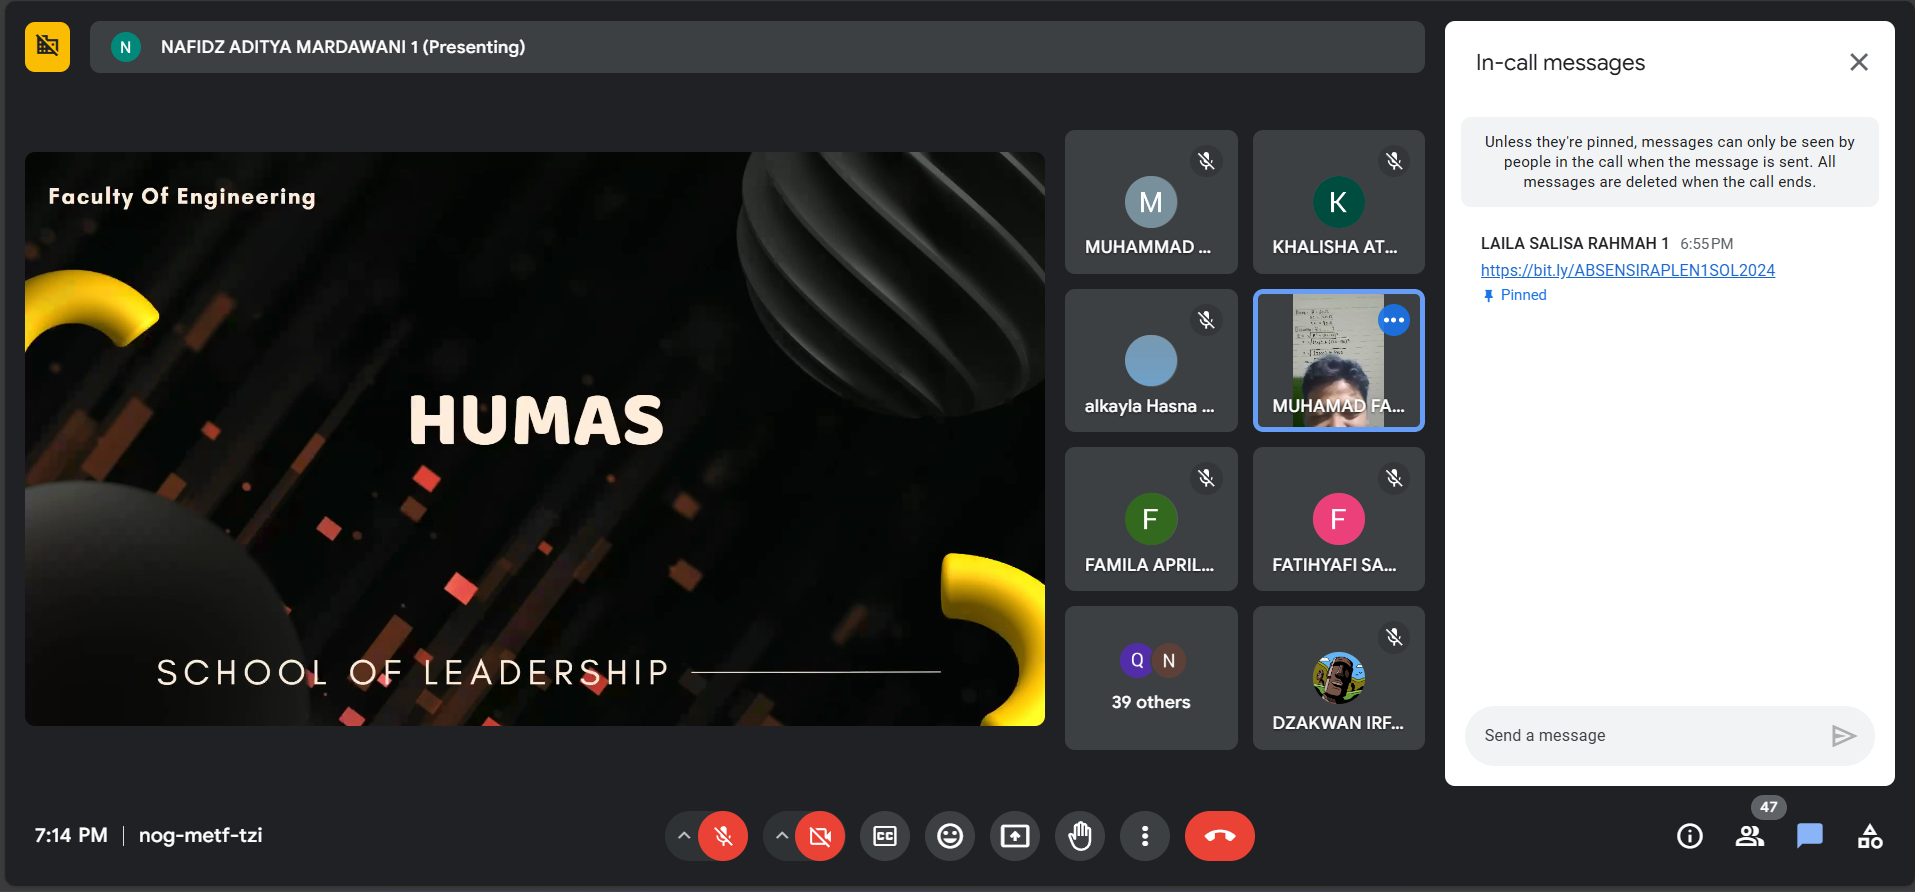 N NAFIDZ ADITYA MARDAWANI 1 (Presenting)
Faculty Of Engineering
HUMAS
SCHOOL OF LEADERSHIP
M
MUHAMMAD ...
K
KHALISHA AT...
alkayla Hasna ...
MUHAMAD FA...
F
FAMILA APRIL...
F
FATIHYAFI SA...
Q N
39 others
DZAKWAN IRF...
In-call messages
Unless they're pinned, messages can only be seen by
people in the call when the message is sent. All
messages are deleted when the call ends.
LAILA SALISA RAHMAH 1 6:55 PM
https://bit.ly/ABSENSIRAPLEN1SOL2024
Pinned
Send a message
7:14 PM | nog-metf-tzi
CC
47